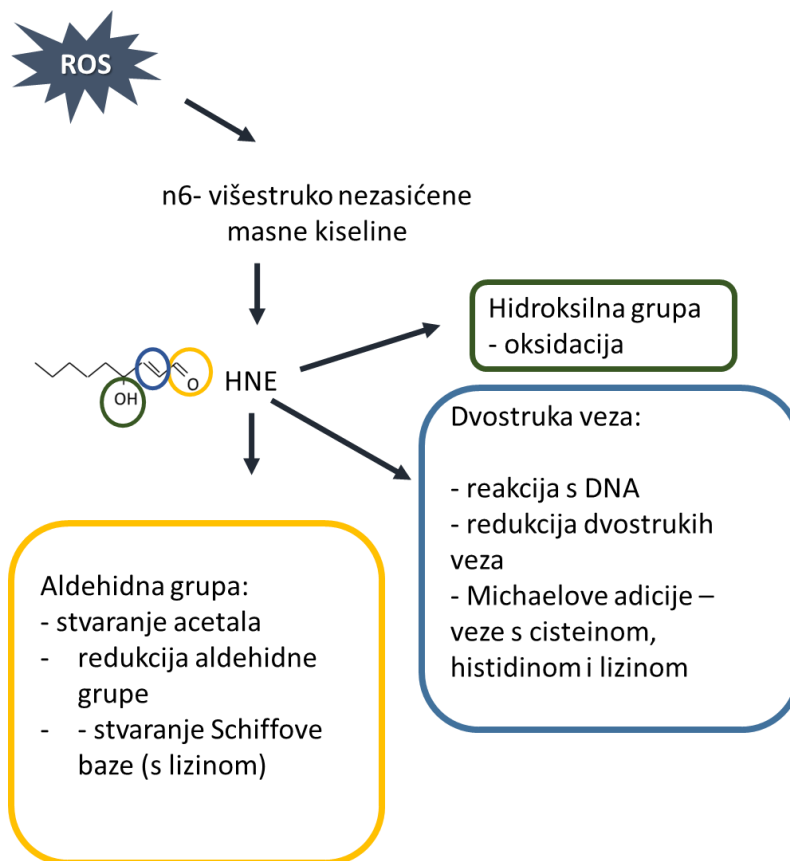 ROS
n6- višestruko nezasićene
masne kiseline
Hidroksilna grupa
- oksidacija
O
OH
HNE
Dvostruka veza:
- reakcija s DNA
- redukcija dvostrukih
veza
- Michaelove adicije –
veze s cisteinom,
histidinom i lizinom
Aldehidna grupa:
- stvaranje acetala
- redukcija aldehidne
grupe
- - stvaranje Schiffove
baze (s lizinom)